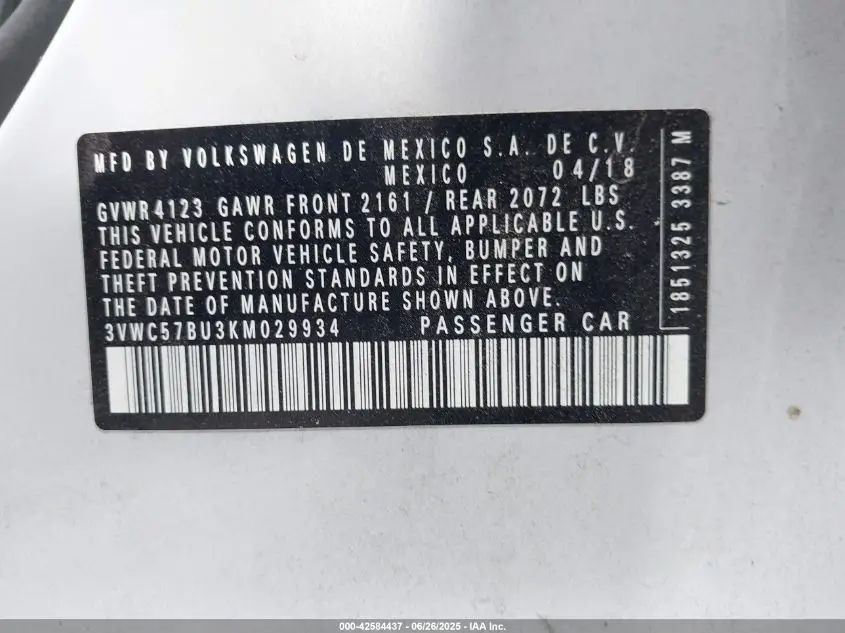 MFD BY VOLKSWAGEN DE MEXICO S.A. DE C.V.
MEXICO 04/18
GVWR4123 GAWR FRONT 2161 / REAR 2072 LBS
THIS VEHICLE CONFORMS TO ALL APPLICABLE U.S.
FEDERAL MOTOR VEHICLE SAFETY, BUMPER AND
THEFT PREVENTION STANDARDS IN EFFECT ON
THE DATE OF MANUFACTURE SHOWN ABOVE.
3VWC57BU3KM029934 PASSENGER CAR
1851325 3387 M
000-42584437 - 06/26/2025 - IAA Inc.